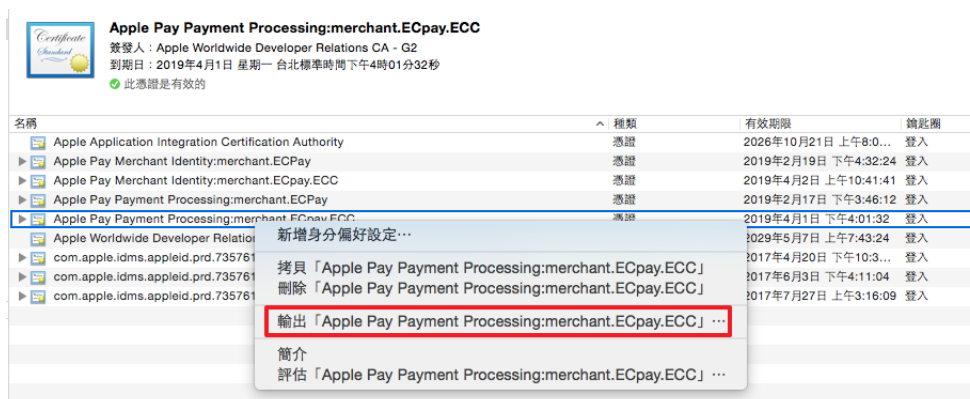 Certificate
Standard
Apple Pay Payment Processing:merchant.ECpay.ECC
簽發人：Apple Worldwide Developer Relations CA - G2
到期日：2019年4月1日 星期一 台北標準時間下午4時01分32秒
此憑證是有效的
名稱 種類 有效期限 鑰匙圈
Apple Application Integration Certification Authority 憑證 2026年10月21日 上午8:0... 登入
Apple Pay Merchant Identity:merchant.ECPay 憑證 2019年2月19日 下午4:32:24 登入
Apple Pay Merchant Identity:merchant.ECpay.ECC 憑證 2019年4月2日 上午10:41:41 登入
Apple Pay Payment Processing:merchant.ECPay 憑證 2019年2月17日 下午3:46:12 登入
Apple Pay Payment Processing:merchant.ECpay.ECC 憑證 2019年4月1日 下午4:01:32 登入
Apple Worldwide Developer Relatio 2029年5月7日 上午7:43:24 登入
com.apple.idms.appleid.prd.735761 2017年4月20日 下午10:3... 登入
com.apple.idms.appleid.prd.735761 2017年6月3日 下午4:11:04 登入
com.apple.idms.appleid.prd.735761 2017年7月27日 上午3:16:09 登入
新增身分偏好設定⋯
拷貝「Apple Pay Payment Processing:merchant.ECpay.ECC」
刪除「Apple Pay Payment Processing:merchant.ECpay.ECC」
輸出「Apple Pay Payment Processing:merchant.ECpay.ECC」⋯
簡介
評估「Apple Pay Payment Processing:merchant.ECpay.ECC」⋯